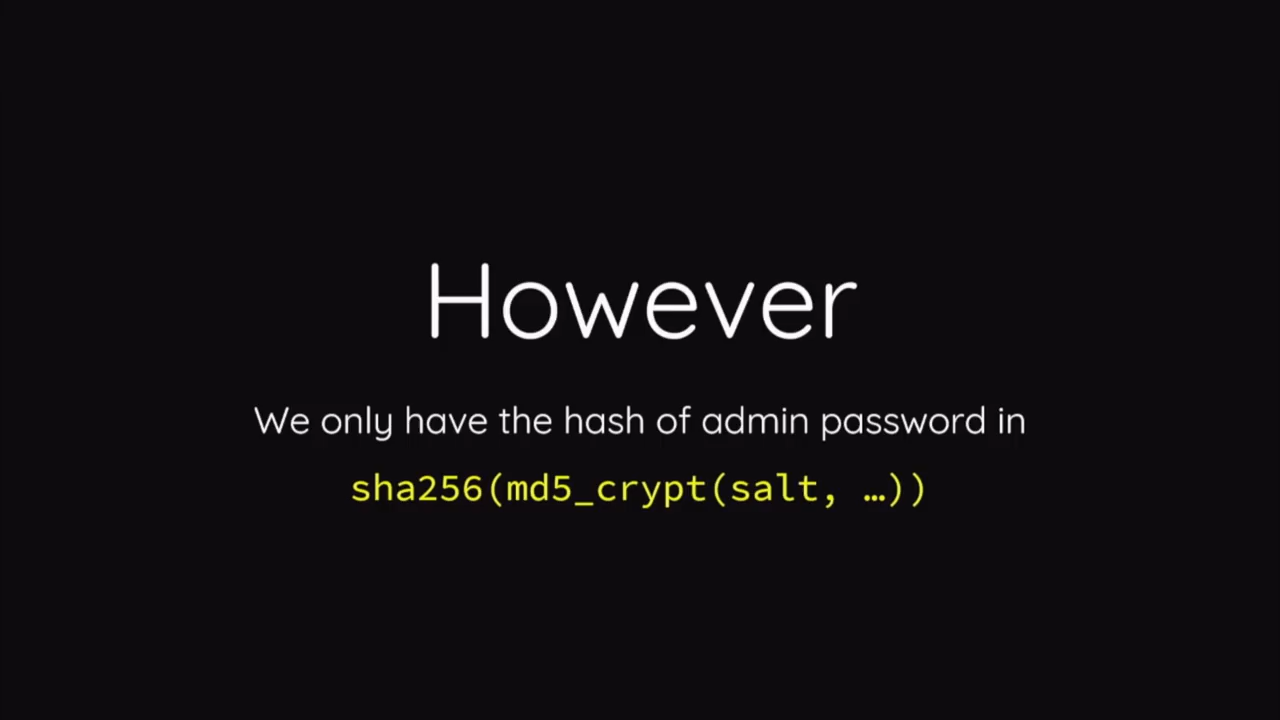 However
We only have the hash of admin password in
sha256(md5_crypt(salt, …))